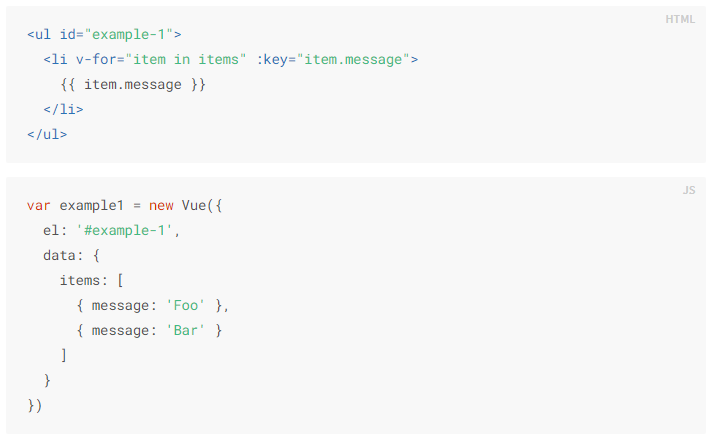 HTML
<ul id="example-1">
  <li v-for="item in items" :key="item.message">
    {{ item.message }}
  </li>
</ul>
JS
var example1 = new Vue({
  el: '#example-1',
  data: {
    items: [
      { message: 'Foo' },
      { message: 'Bar' }
    ]
  }
})